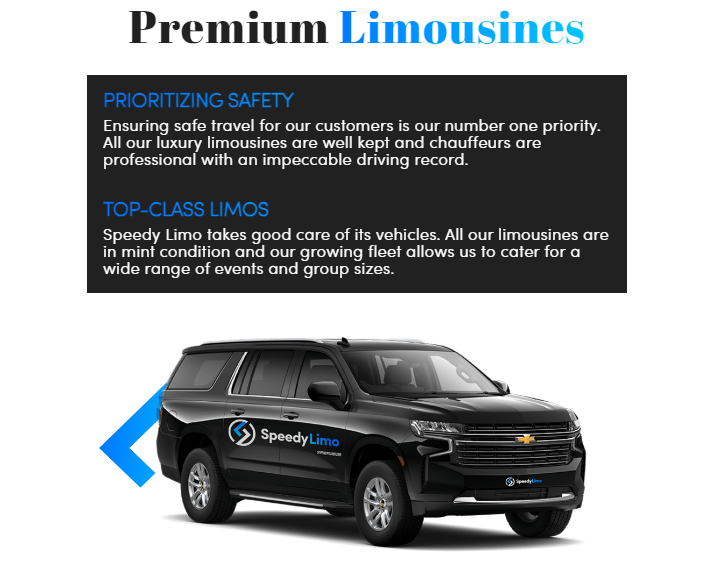 Premium Limousines
PRIORITIZING SAFETY
Ensuring safe travel for our customers is our number one priority.
All our luxury limousines are well kept and chauffeurs are
professional with an impeccable driving record.
TOP-CLASS LIMOS
Speedy Limo takes good care of its vehicles. All our limousines are
in mint condition and our growing fleet allows us to cater for a
wide range of events and group sizes.
SpeedyLimo
SpeedyLimo